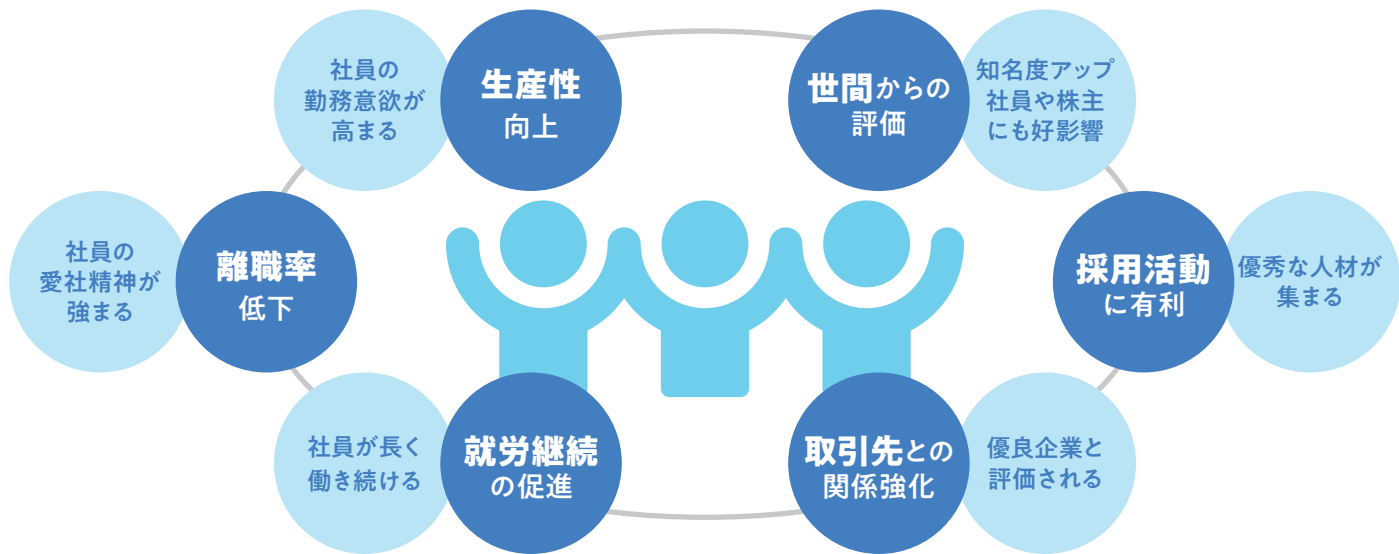 社員の
勤務意欲が
高まる
生産性
向上
世間からの
評価
知名度アップ
社員や株主
にも好影響
社員の
愛社精神が
強まる
離職率
低下
採用活動
に有利
優秀な人材が
集まる
社員が長く
働き続ける
就労継続
の促進
取引先との
関係強化
優良企業と
評価される